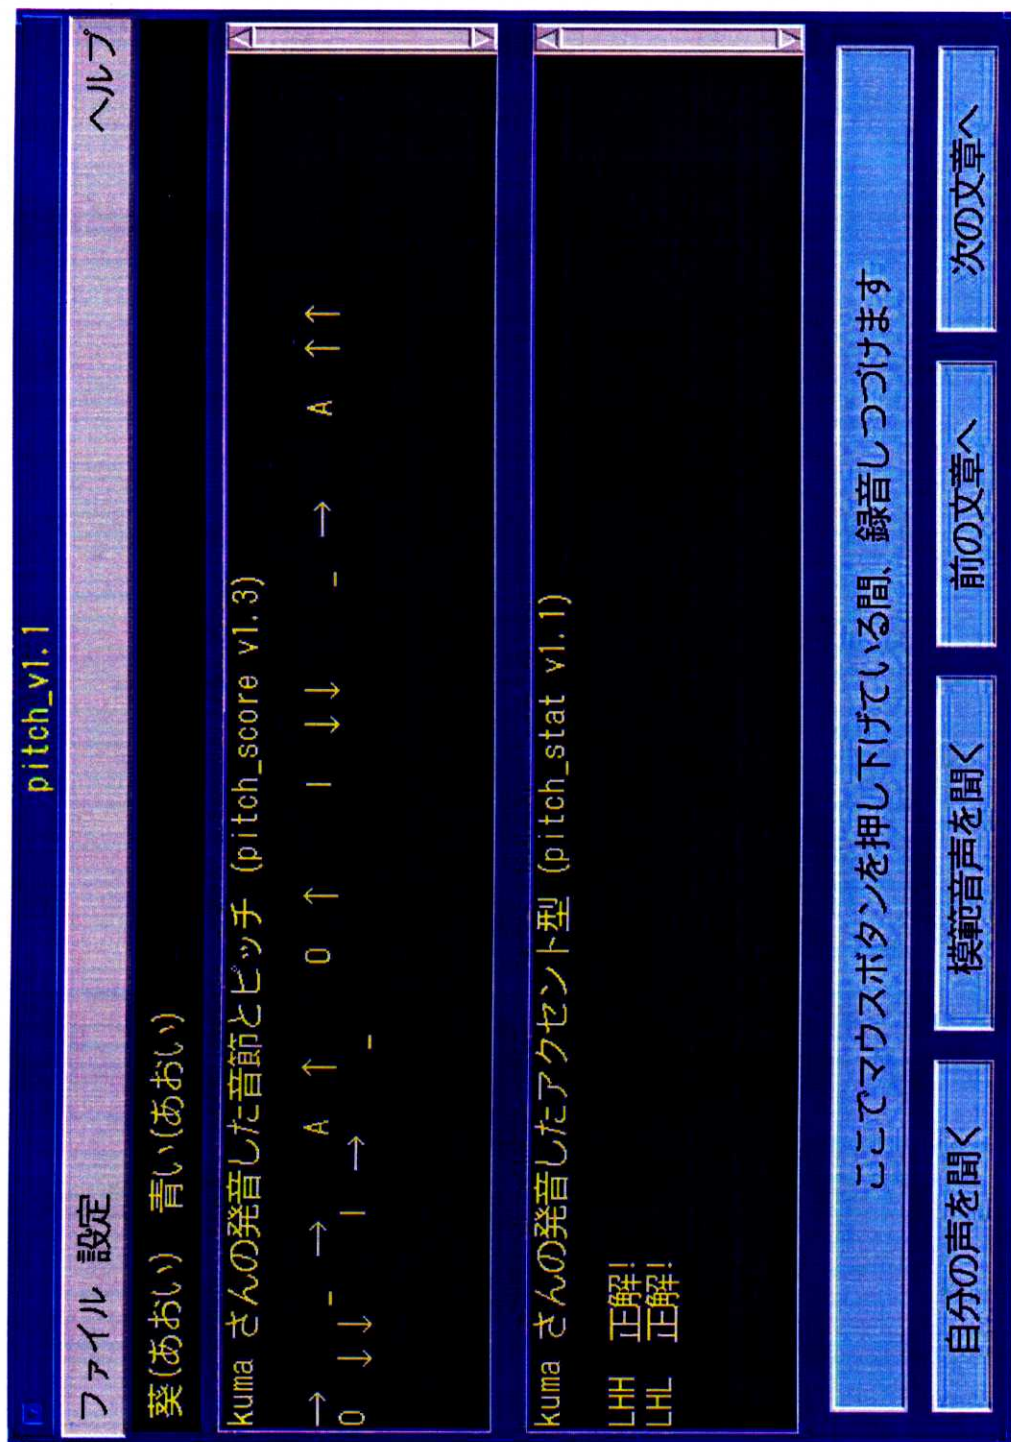 pitch_v1.1
ファイル 設定 ヘルプ
葵(あおい) 青い(あおい)
kuma さんの発音した音節とピッチ (pitch_score v1.3)
→ _ → A ↑ O ↑ I ↓↓ _ → A ↑↑
O ↓↓ I → _
kuma さんの発音したアクセント型 (pitch_stat v1.1)
LHH 正解!
LHL 正解!
ここでマウスボタンを押し下げている間、録音しつづけます
自分の声を聞く 模範音声を聞く 前の文章へ 次の文章へ